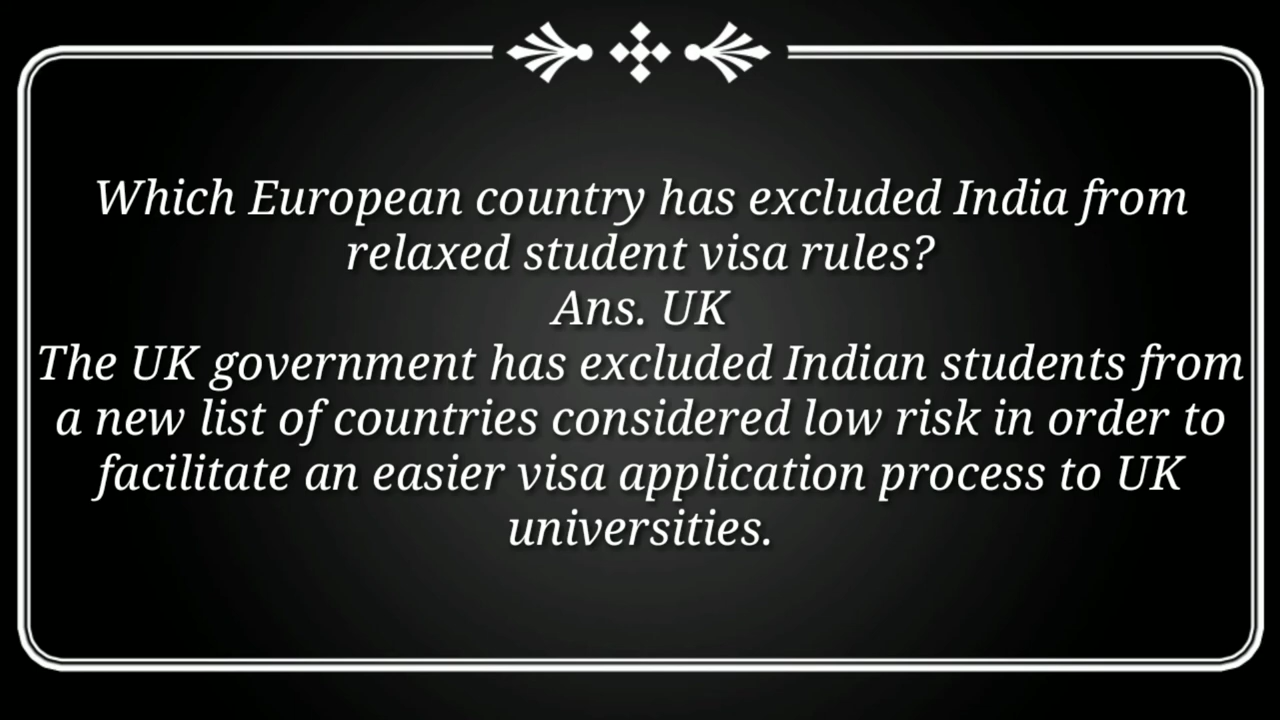 Which European country has excluded India from
relaxed student visa rules?
Ans. UK
The UK government has excluded Indian students from
a new list of countries considered low risk in order to
facilitate an easier visa application process to UK
universities.